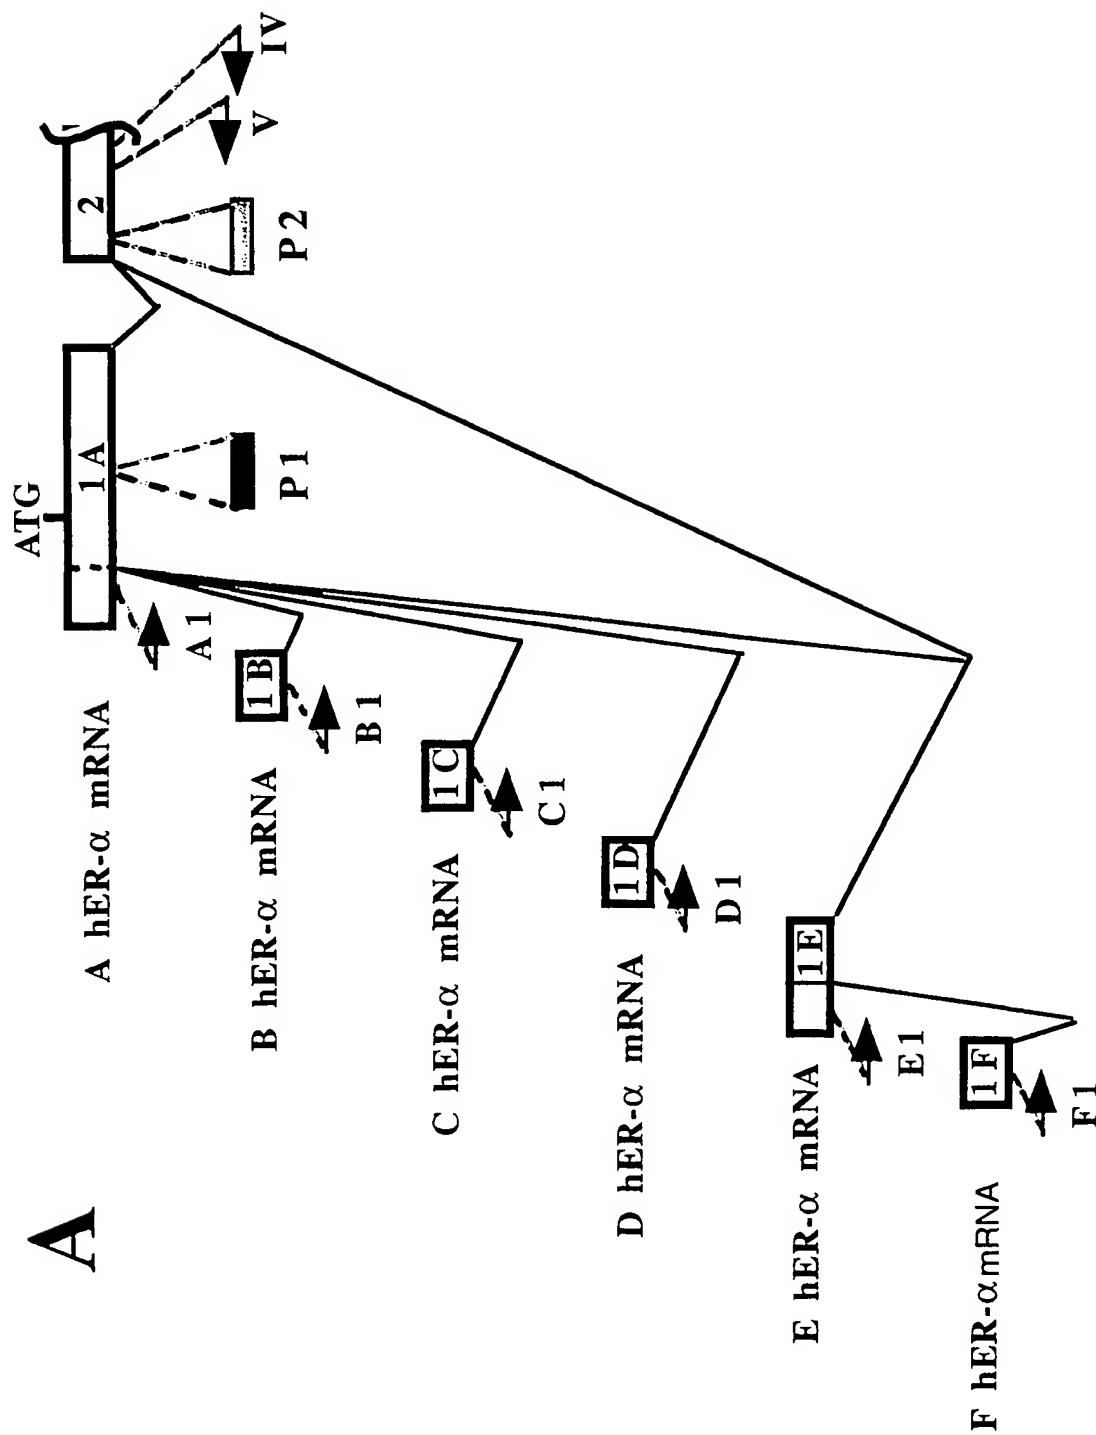 A
ATG
1A
2
A hER-α mRNA
A1
P1
P2
V
IV
B hER-α mRNA
1B
B1
C hER-α mRNA
1C
C1
D hER-α mRNA
1D
D1
E hER-α mRNA
1E
E1
F hER-α mRNA
1F
F1